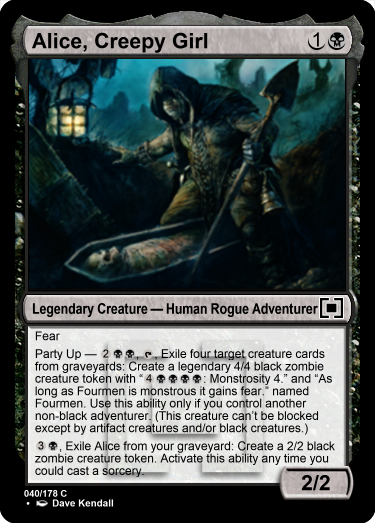 Alice, Creepy Girl 1
Legendary Creature — Human Rogue Adventurer
Fear
Party Up — 2 , , Exile four target creature cards
from graveyards: Create a legendary 4/4 black zombie
creature token with “ 4 : Monstrosity 4.” and “As
long as Fourmen is monstrous it gains fear.” named
Fourmen. Use this ability only if you control another
non-black adventurer. (This creature can't be blocked
except by artifact creatures and/or black creatures.)
3 , Exile Alice from your graveyard: Create a 2/2 black
zombie creature token. Activate this ability any time you
could cast a sorcery.
2/2
040/178 C
• Dave Kendall